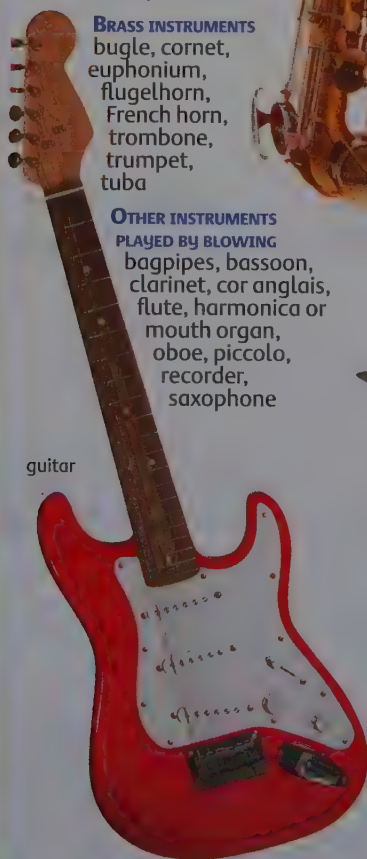 BRASS INSTRUMENTS
bugle, cornet,
euphonium,
flugelhorn,
French horn,
trombone,
trumpet,
tuba
OTHER INSTRUMENTS
PLAYED BY BLOWING
bagpipes, bassoon,
clarinet, cor anglais,
flute, harmonica or
mouth organ,
oboe, piccolo,
recorder,
saxophone
guitar